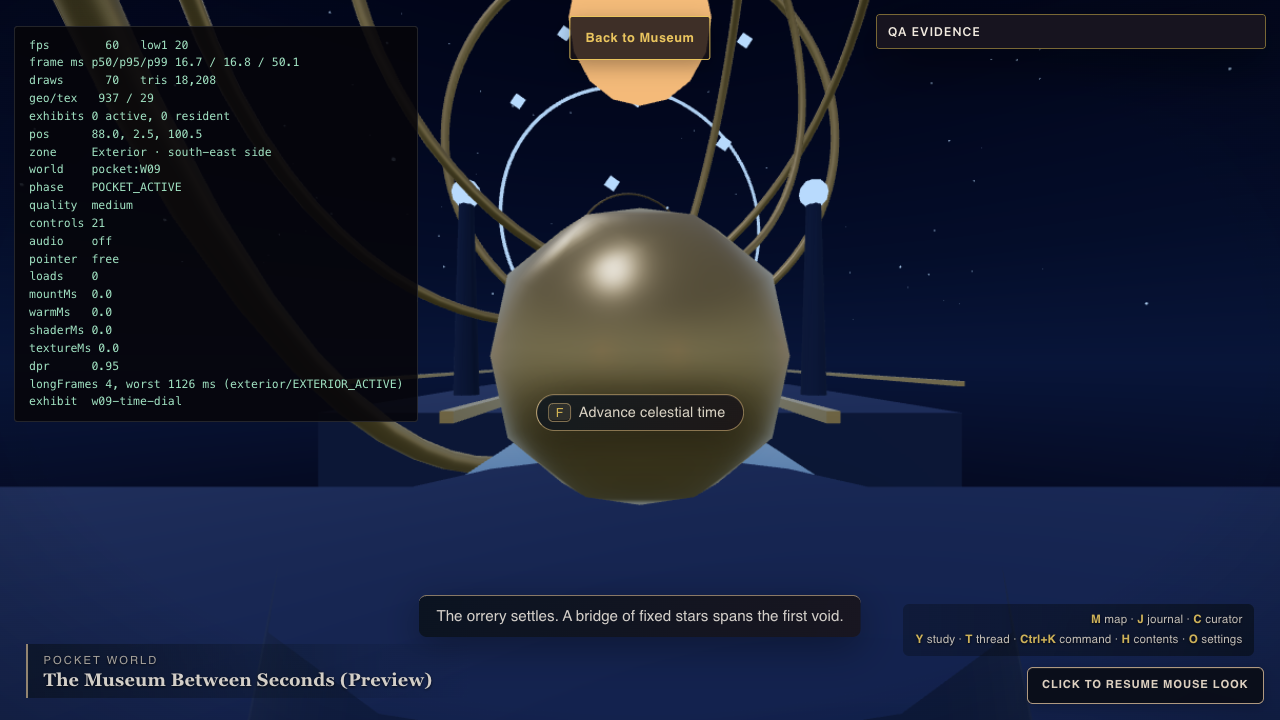 fps 60 low1 20
frame ms p50/p95/p99 16.7 / 16.8 / 50.1
draws 70 tris 18,208
geo/tex 937 / 29
exhibits 0 active, 0 resident
pos 88.0, 2.5, 100.5
zone Exterior · south-east side
world pocket:W09
phase POCKET_ACTIVE
quality medium
controls 21
audio off
pointer free
loads 0
mountMs 0.0
warmMs 0.0
shaderMs 0.0
textureMs 0.0
dpr 0.95
longFrames 4, worst 1126 ms (exterior/EXTERIOR_ACTIVE)
exhibit w09-time-dial
Back to Museum
QA EVIDENCE
F Advance celestial time
The orrery settles. A bridge of fixed stars spans the first void.
POCKET WORLD
The Museum Between Seconds (Preview)
M map · J journal · C curator
Y study · T thread · Ctrl+K command · H contents · O settings
CLICK TO RESUME MOUSE LOOK